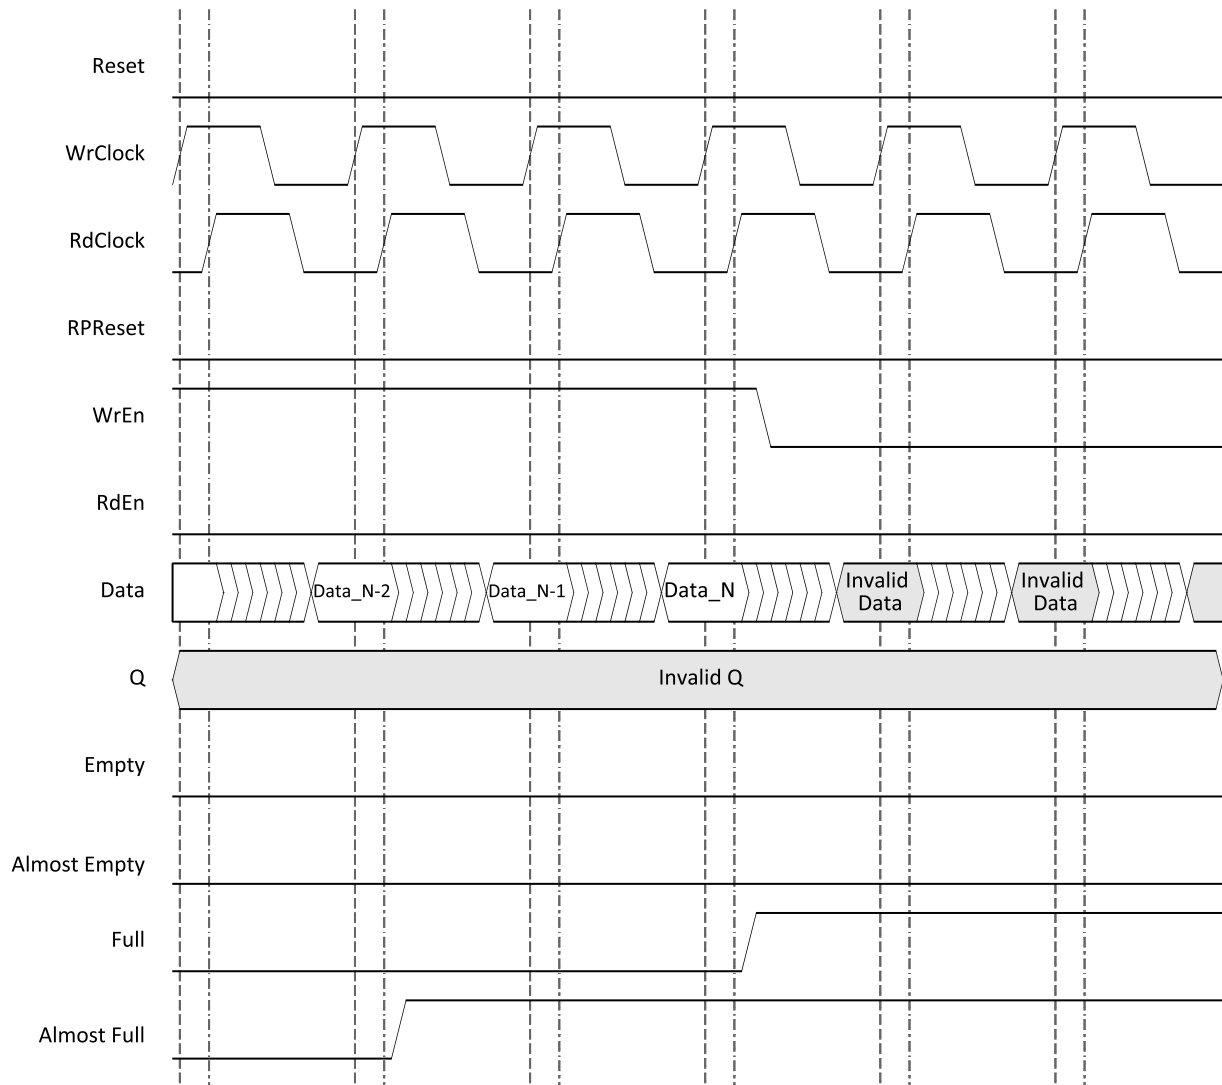 Reset
WrClock
RdClock
RPReset
WrEn
RdEn
Data
Data_N-2
Data_N-1
Data_N
Invalid
Data
Invalid
Data
Q
Invalid Q
Empty
Almost Empty
Full
Almost Full